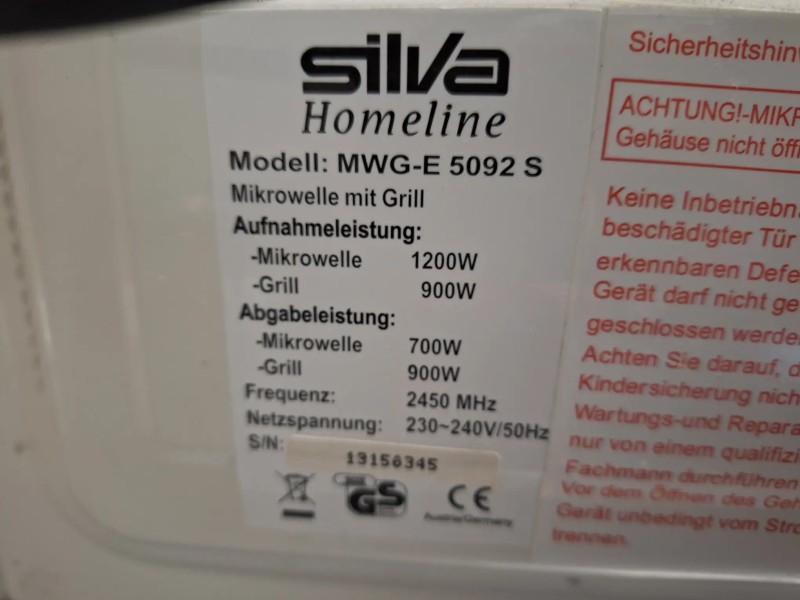 silva
Homeline
Modell: MWG-E 5092 S
Mikrowelle mit Grill
Aufnahmeleistung:
-Mikrowelle 1200W
-Grill 900W
Abgabeleistung:
-Mikrowelle 700W
-Grill 900W
Frequenz: 2450 MHz
Netzspannung: 230~240V/50Hz
S/N: 13156345
GS CE
Austria/Germany
Sicherheitshinw
ACHTUNG!-MIKR
Gehäuse nicht öff
Keine Inbetriebn
beschädigter Tür
erkennbaren Defe
Gerät darf nicht ge
geschlossen werde
Achten Sie darauf, d
Kindersicherung nich
Wartungs-und Repara
nur von einem qualifizi
Fachmann durchführen
Vor dem Öffnen des Geh
Gerät unbedingt vom Stro
trennen.